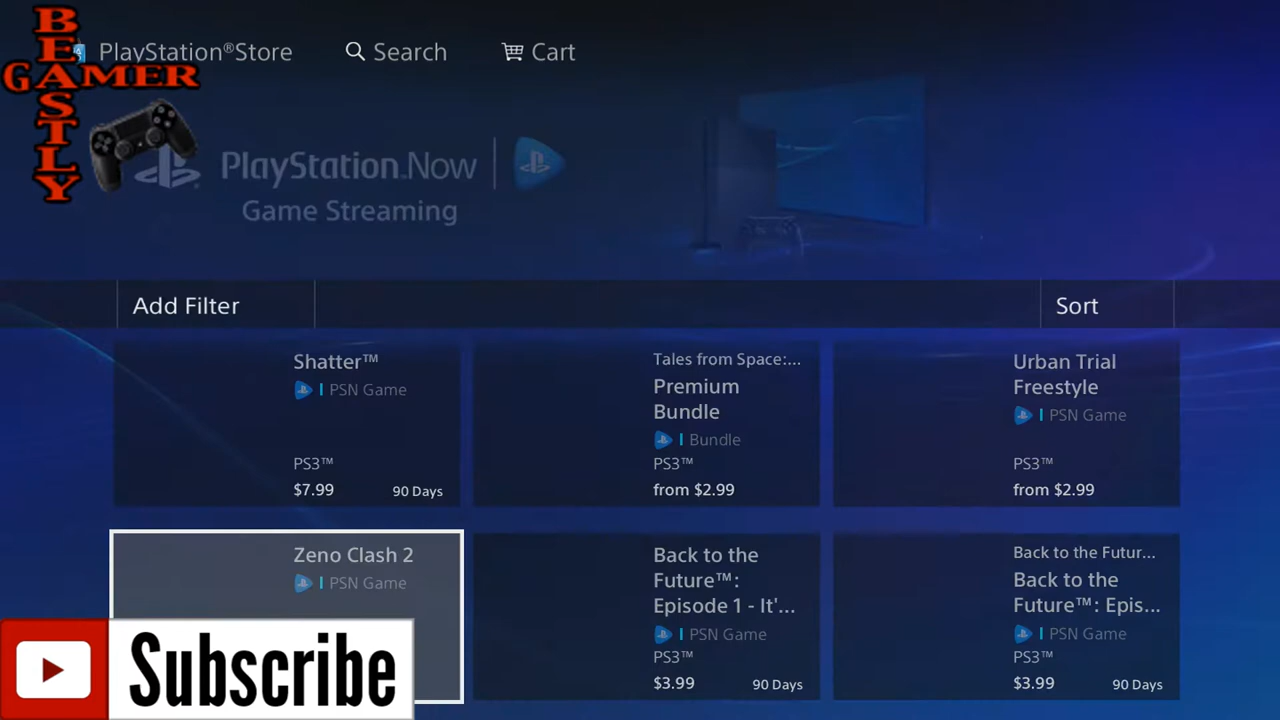 BEASTLY
GAMER
PlayStation®Store
Search
Cart
PlayStation.Now
Game Streaming
Add Filter
Sort
Shatter™
PSN Game
PS3™
$7.99 90 Days
Tales from Space:...
Premium
Bundle
Bundle
PS3™
from $2.99
Urban Trial
Freestyle
PSN Game
PS3™
from $2.99
Zeno Clash 2
PSN Game
Back to the
Future™:
Episode 1 - It'...
PSN Game
PS3™
$3.99 90 Days
Back to the Futur...
Back to the
Future™: Epis...
PSN Game
PS3™
$3.99 90 Days
Subscribe